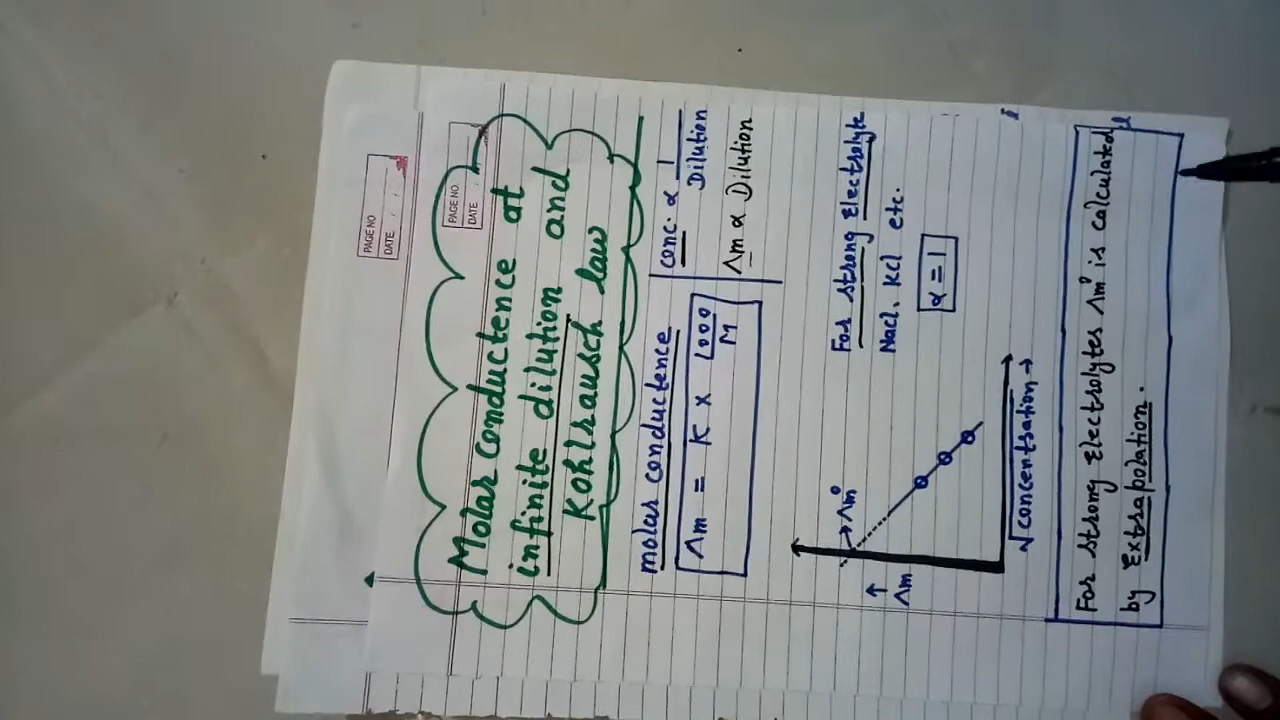 PAGE NO.
DATE
PAGE NO.
DATE
Molar conductence at
infinite dilution and
Kohlrausch law
molar conductence
Λm = K × 1000/M
conc. α 1/Dilution
Λm α Dilution
For strong Electrolyte
Nacl, Kcl etc.
α = 1
→ Λm°
↑
Λm
√concentration →
For strong Electrolytes Λm° is calculated
by Extrapolation.